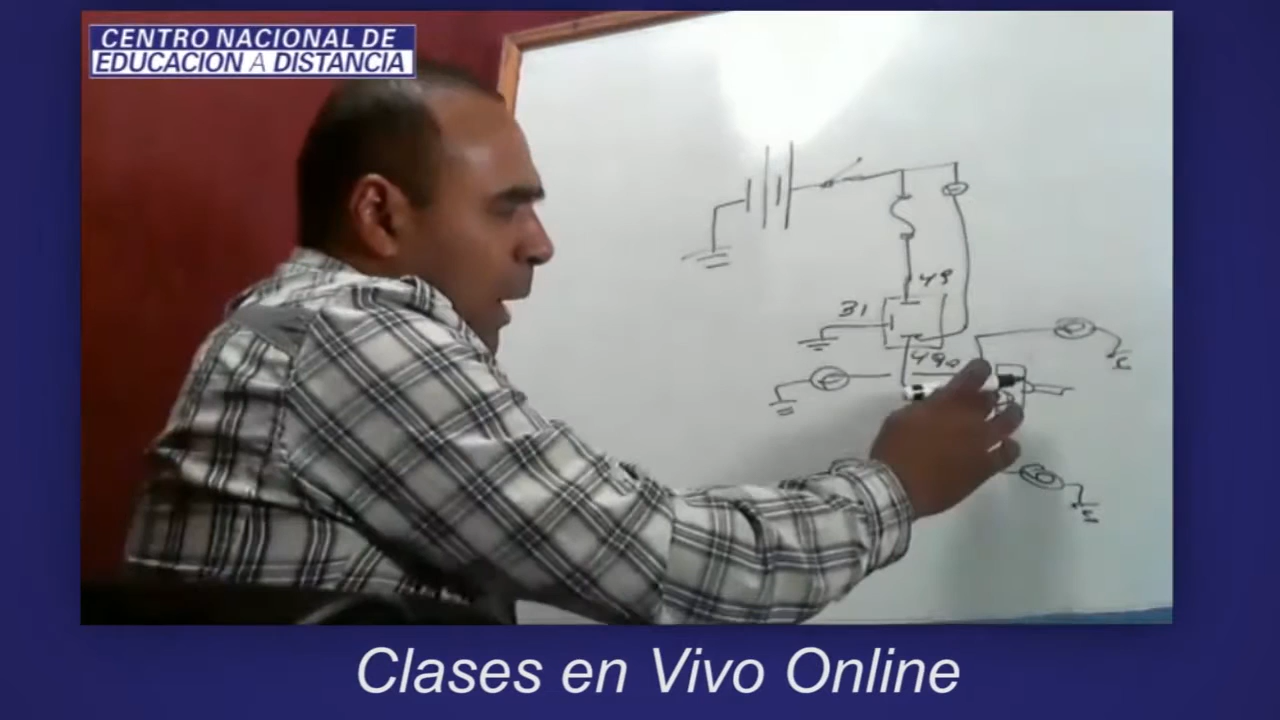 CENTRO NACIONAL DE
EDUCACION A DISTANCIA
49
31
49a
Clases en Vivo Online